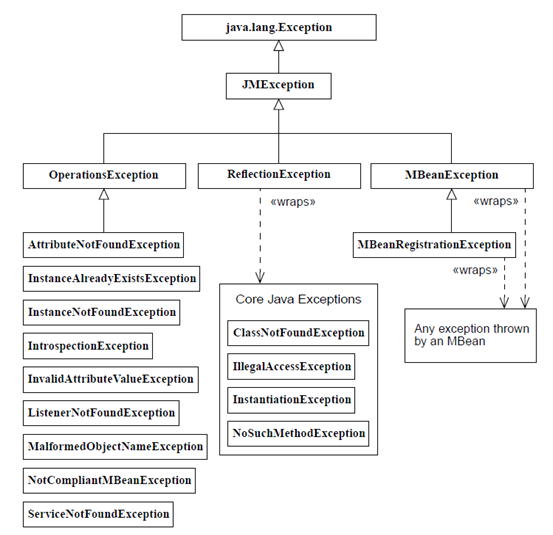 java.lang.Exception
JMException
OperationsException
ReflectionException
MBeanException
«wraps»
«wraps»
AttributeNotFoundException
MBeanRegistrationException
«wraps»
InstanceAlreadyExistsException
InstanceNotFoundException
IntrospectionException
InvalidAttributeValueException
ListenerNotFoundException
MalformedObjectNameException
NotCompliantMBeanException
ServiceNotFoundException
Core Java Exceptions
ClassNotFoundException
IllegalAccessException
InstantiationException
NoSuchMethodException
Any exception thrown
by an MBean